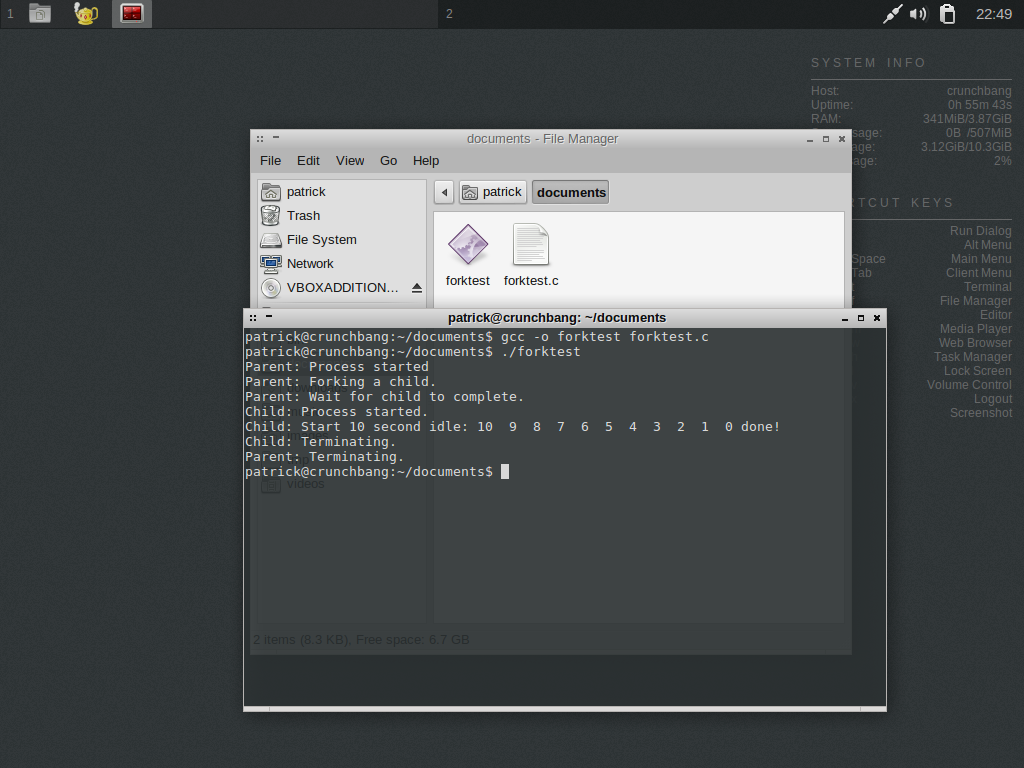 1
2
22:49
SYSTEM INFO
Host: crunchbang
Uptime: 0h 55m 43s
RAM: 341MiB/3.87GiB
sage: 0B /507MiB
age: 3.12GiB/10.3GiB
age: 2%
RTCUT KEYS
Run Dialog
Alt Menu
Space Main Menu
Tab Client Menu
Terminal
File Manager
Editor
Media Player
Web Browser
Task Manager
Lock Screen
Volume Control
Logout
Screenshot
documents - File Manager
File Edit View Go Help
patrick
Trash
File System
Network
VBOXADDITION...
patrick documents
forktest forktest.c
patrick@crunchbang: ~/documents
patrick@crunchbang:~/documents$ gcc -o forktest forktest.c
patrick@crunchbang:~/documents$ ./forktest
Parent: Process started
Parent: Forking a child.
Parent: Wait for child to complete.
Child: Process started.
Child: Start 10 second idle: 10 9 8 7 6 5 4 3 2 1 0 done!
Child: Terminating.
Parent: Terminating.
patrick@crunchbang:~/documents$
videos
2 items (8.3 KB), Free space: 6.7 GB